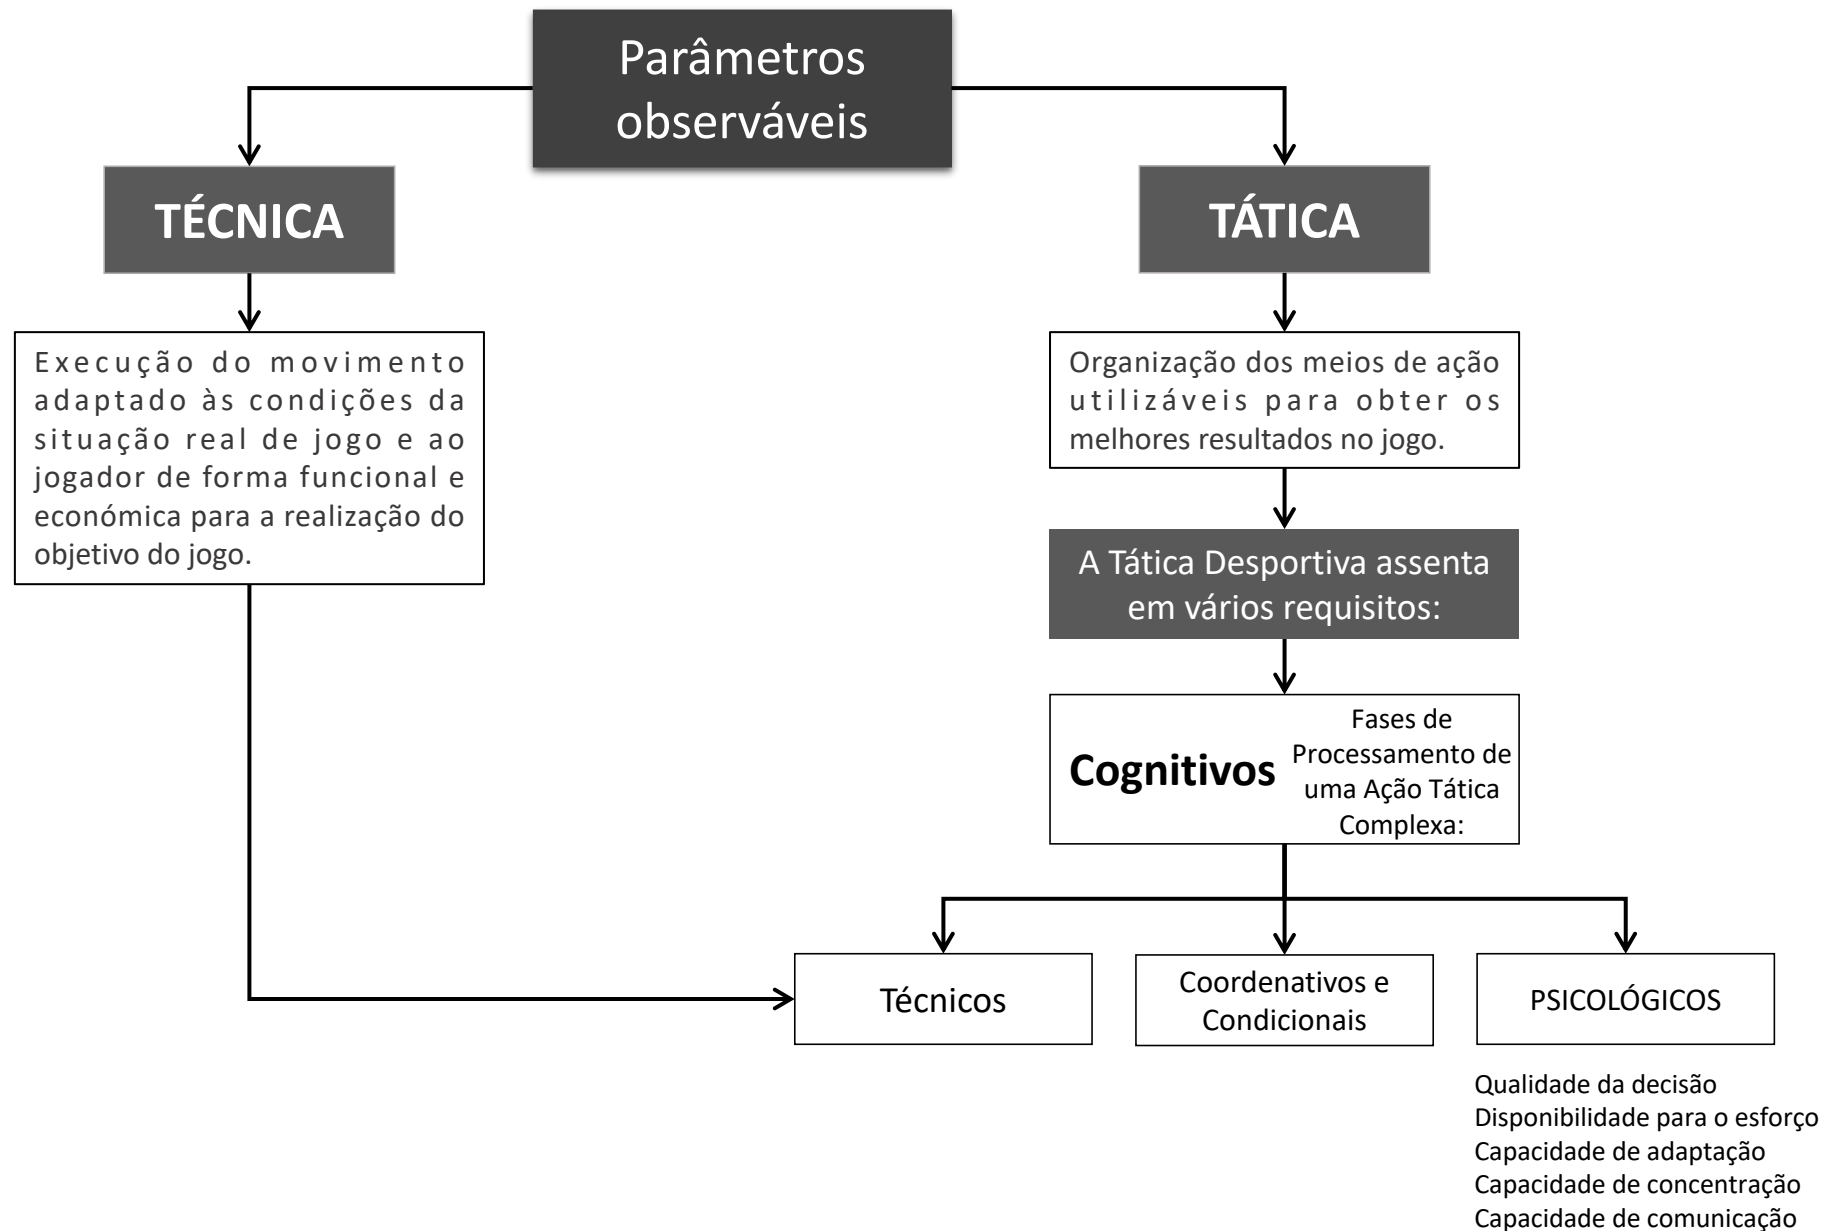 Parâmetros
observáveis
TÉCNICA
TÁTICA
Execução do movimento
adaptado às condições da
situação real de jogo e ao
jogador de forma funcional e
económica para a realização do
objetivo do jogo.
Organização dos meios de ação
utilizáveis para obter os
melhores resultados no jogo.
A Tática Desportiva assenta
em vários requisitos:
Cognitivos
Fases de
Processamento de
uma Ação Tática
Complexa:
Técnicos
Coordenativos e
Condicionais
PSICOLÓGICOS
Qualidade da decisão
Disponibilidade para o esforço
Capacidade de adaptação
Capacidade de concentração
Capacidade de comunicação